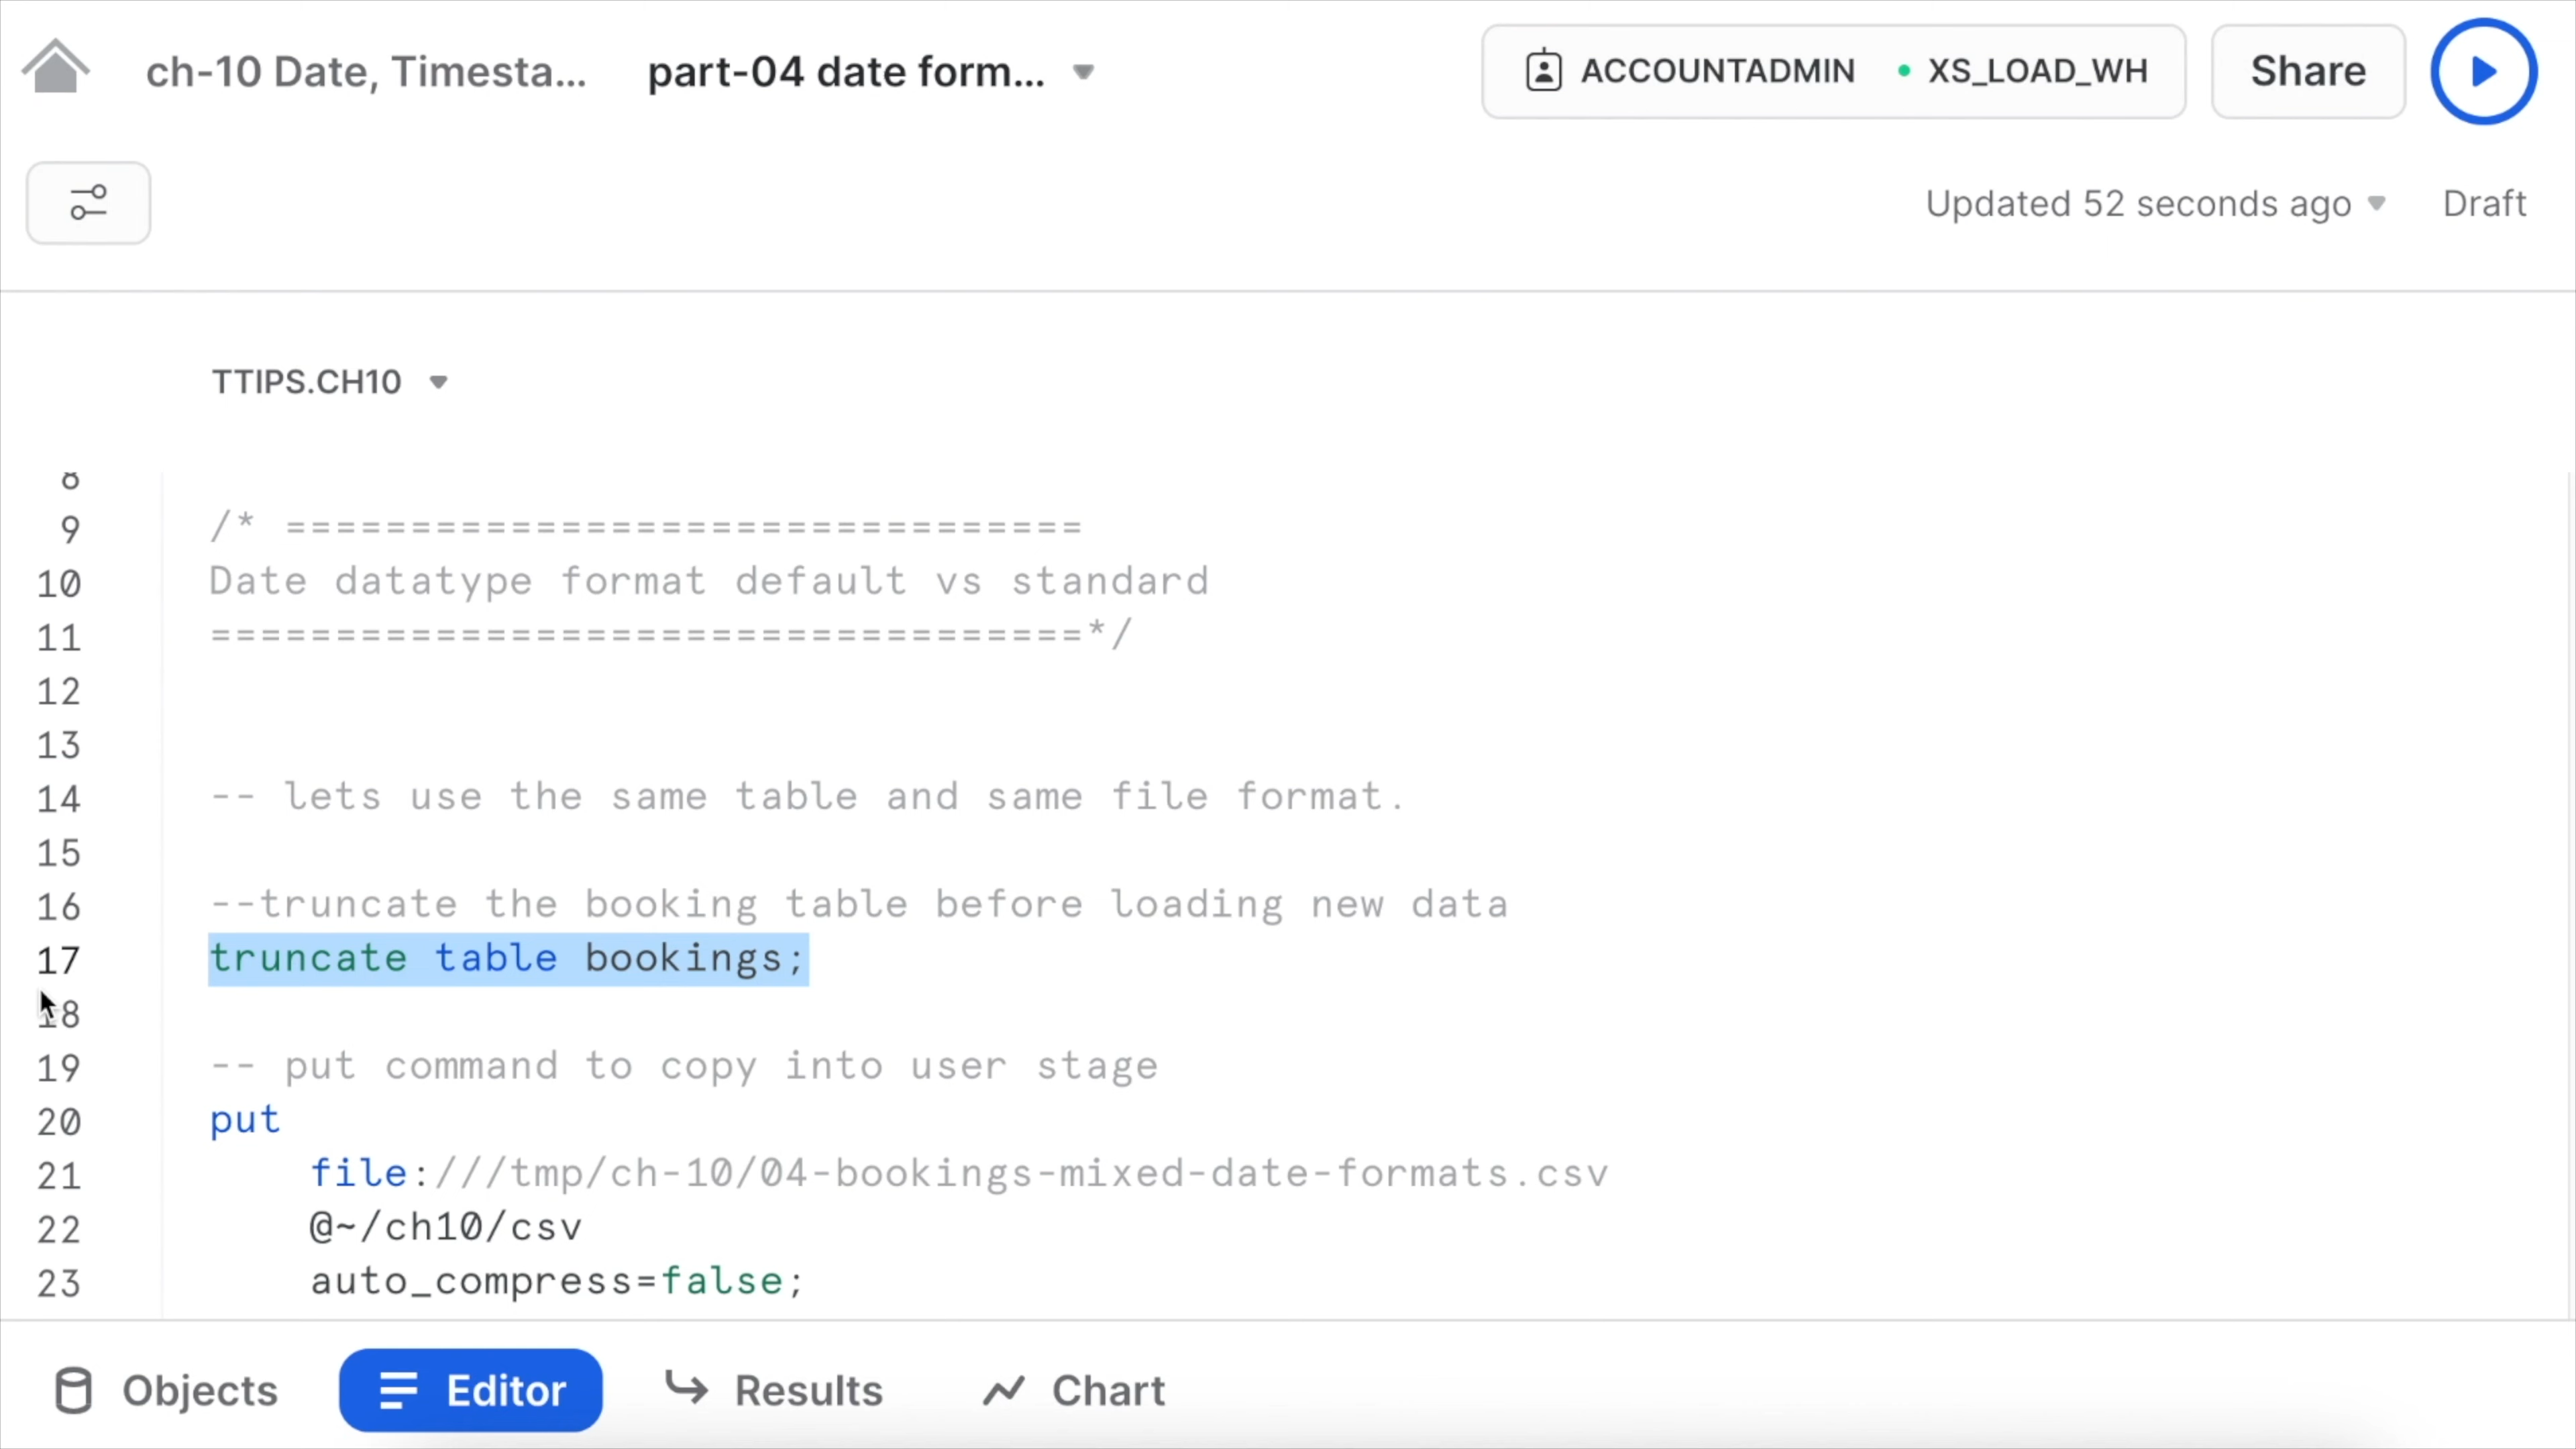 ch-10 Date, Timesta... part-04 date form... ACCOUNTADMIN XS_LOAD_WH Share
Updated 52 seconds ago Draft
TTIPS.CH10
8
9 /* ================================
10 Date datatype format default vs standard
11 ===================================*/
12
13
14 -- lets use the same table and same file format.
15
16 --truncate the booking table before loading new data
17 truncate table bookings;
18
19 -- put command to copy into user stage
20 put
21 file:///tmp/ch-10/04-bookings-mixed-date-formats.csv
22 @~/ch10/csv
23 auto_compress=false;
Objects Editor Results Chart